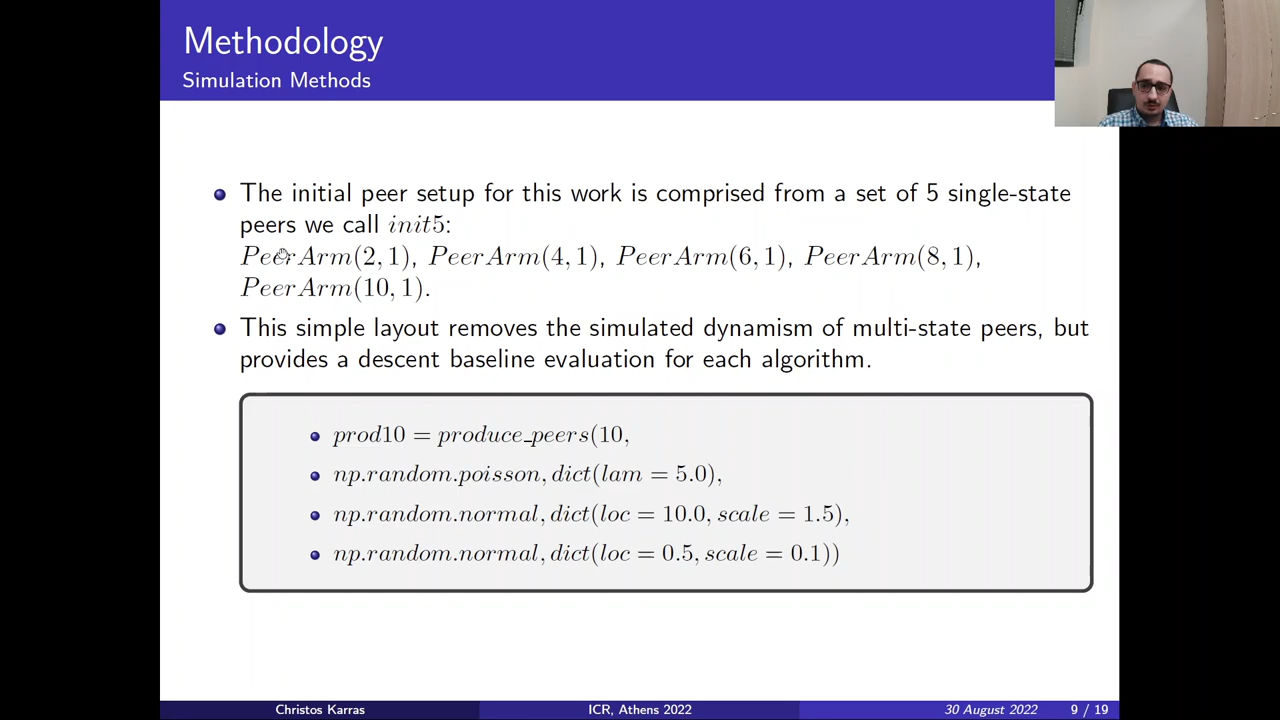 Methodology
Simulation Methods
The initial peer setup for this work is comprised from a set of 5 single-state
peers we call init5:
PeerArm(2, 1), PeerArm(4, 1), PeerArm(6, 1), PeerArm(8, 1),
PeerArm(10, 1).
This simple layout removes the simulated dynamism of multi-state peers, but
provides a descent baseline evaluation for each algorithm.
prod10 = produce_peers(10,
np.random.poisson, dict(lam = 5.0),
np.random.normal, dict(loc = 10.0, scale = 1.5),
np.random.normal, dict(loc = 0.5, scale = 0.1))
Christos Karras ICR, Athens 2022 30 August 2022 9 / 19